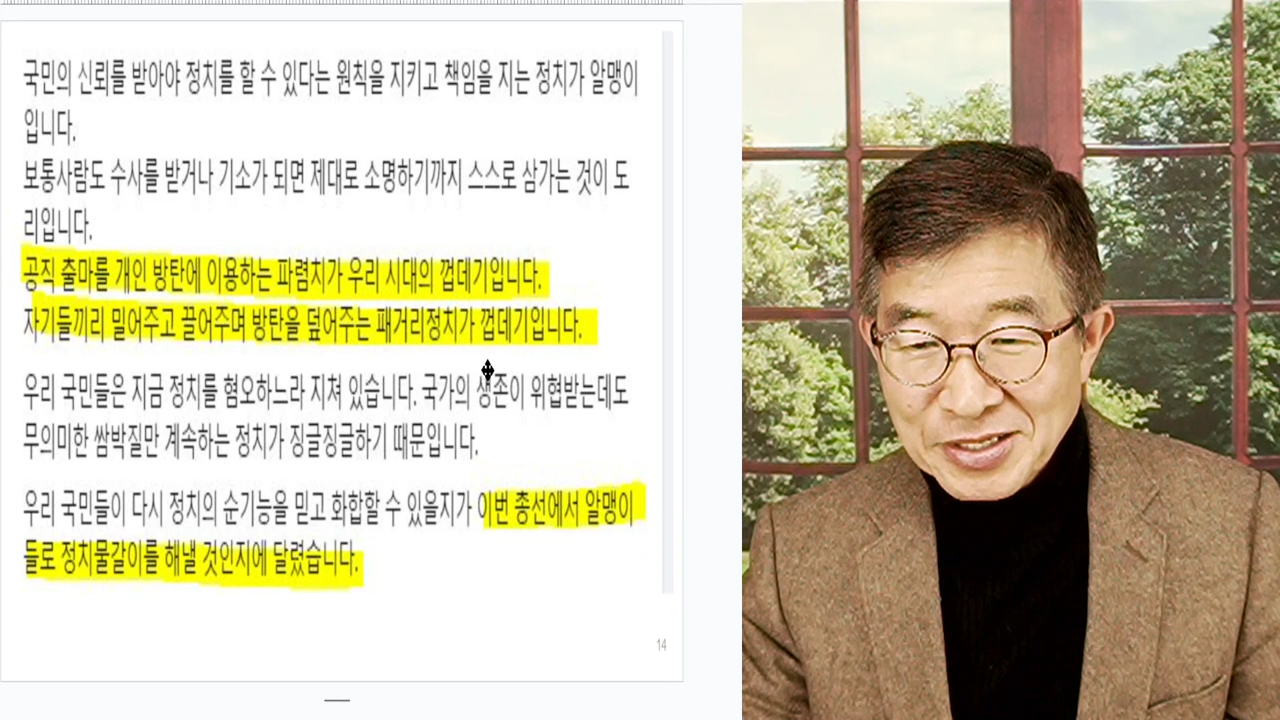 국민의 신뢰를 받아야 정치를 할 수 있다는 원칙을 지키고 책임을 지는 정치가 알맹이
입니다.
보통사람도 수사를 받거나 기소가 되면 제대로 소명하기까지 스스로 삼가는 것이 도
리입니다.
공직 출마를 개인 방탄에 이용하는 파렴치가 우리 시대의 껍데기입니다.
자기들끼리 밀어주고 끌어주며 방탄을 덮어주는 패거리정치가 껍데기입니다.
우리 국민들은 지금 정치를 혐오하느라 지쳐 있습니다. 국가의 생존이 위협받는데도
무의미한 쌈박질만 계속하는 정치가 징글징글하기 때문입니다.
우리 국민들이 다시 정치의 순기능을 믿고 화합할 수 있을지가 이번 총선에서 알맹이
들로 정치물갈이를 해낼 것인지에 달렸습니다.
14